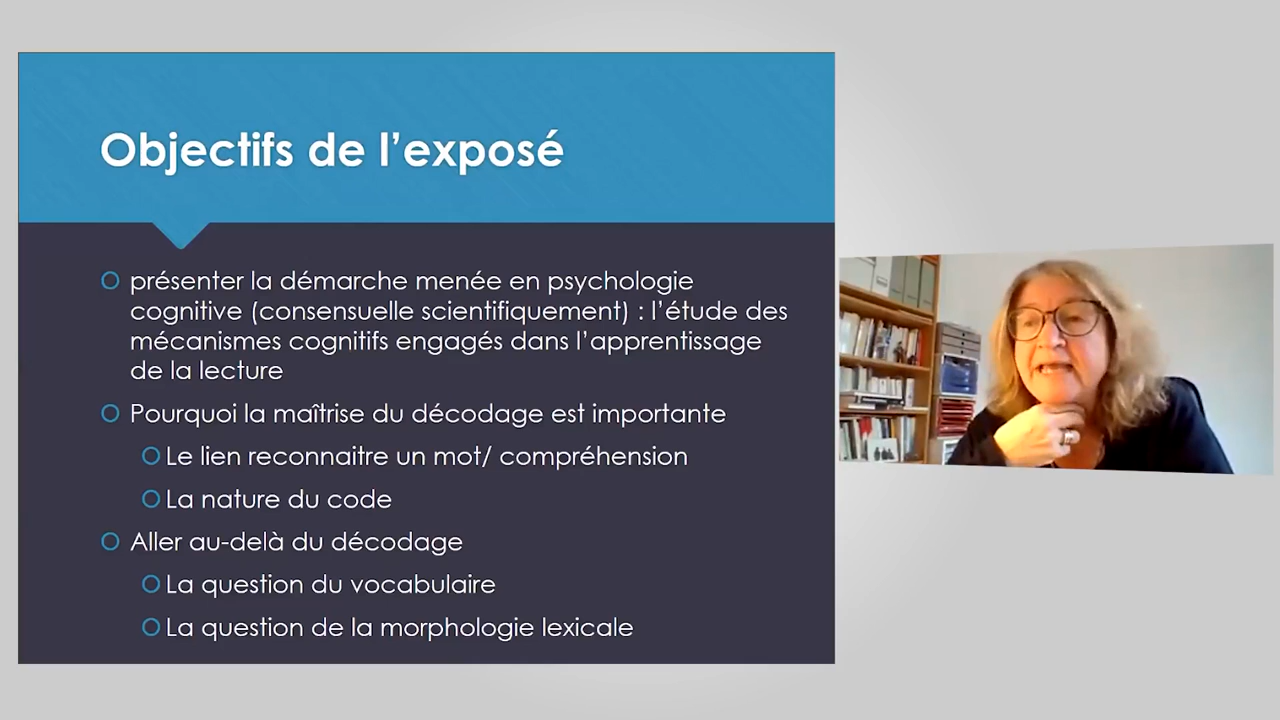 Objectifs de l’exposé
présenter la démarche menée en psychologie
cognitive (consensuelle scientifiquement) : l’étude des
mécanismes cognitifs engagés dans l’apprentissage
de la lecture
Pourquoi la maîtrise du décodage est importante
Le lien reconnaitre un mot/ compréhension
La nature du code
Aller au-delà du décodage
La question du vocabulaire
La question de la morphologie lexicale